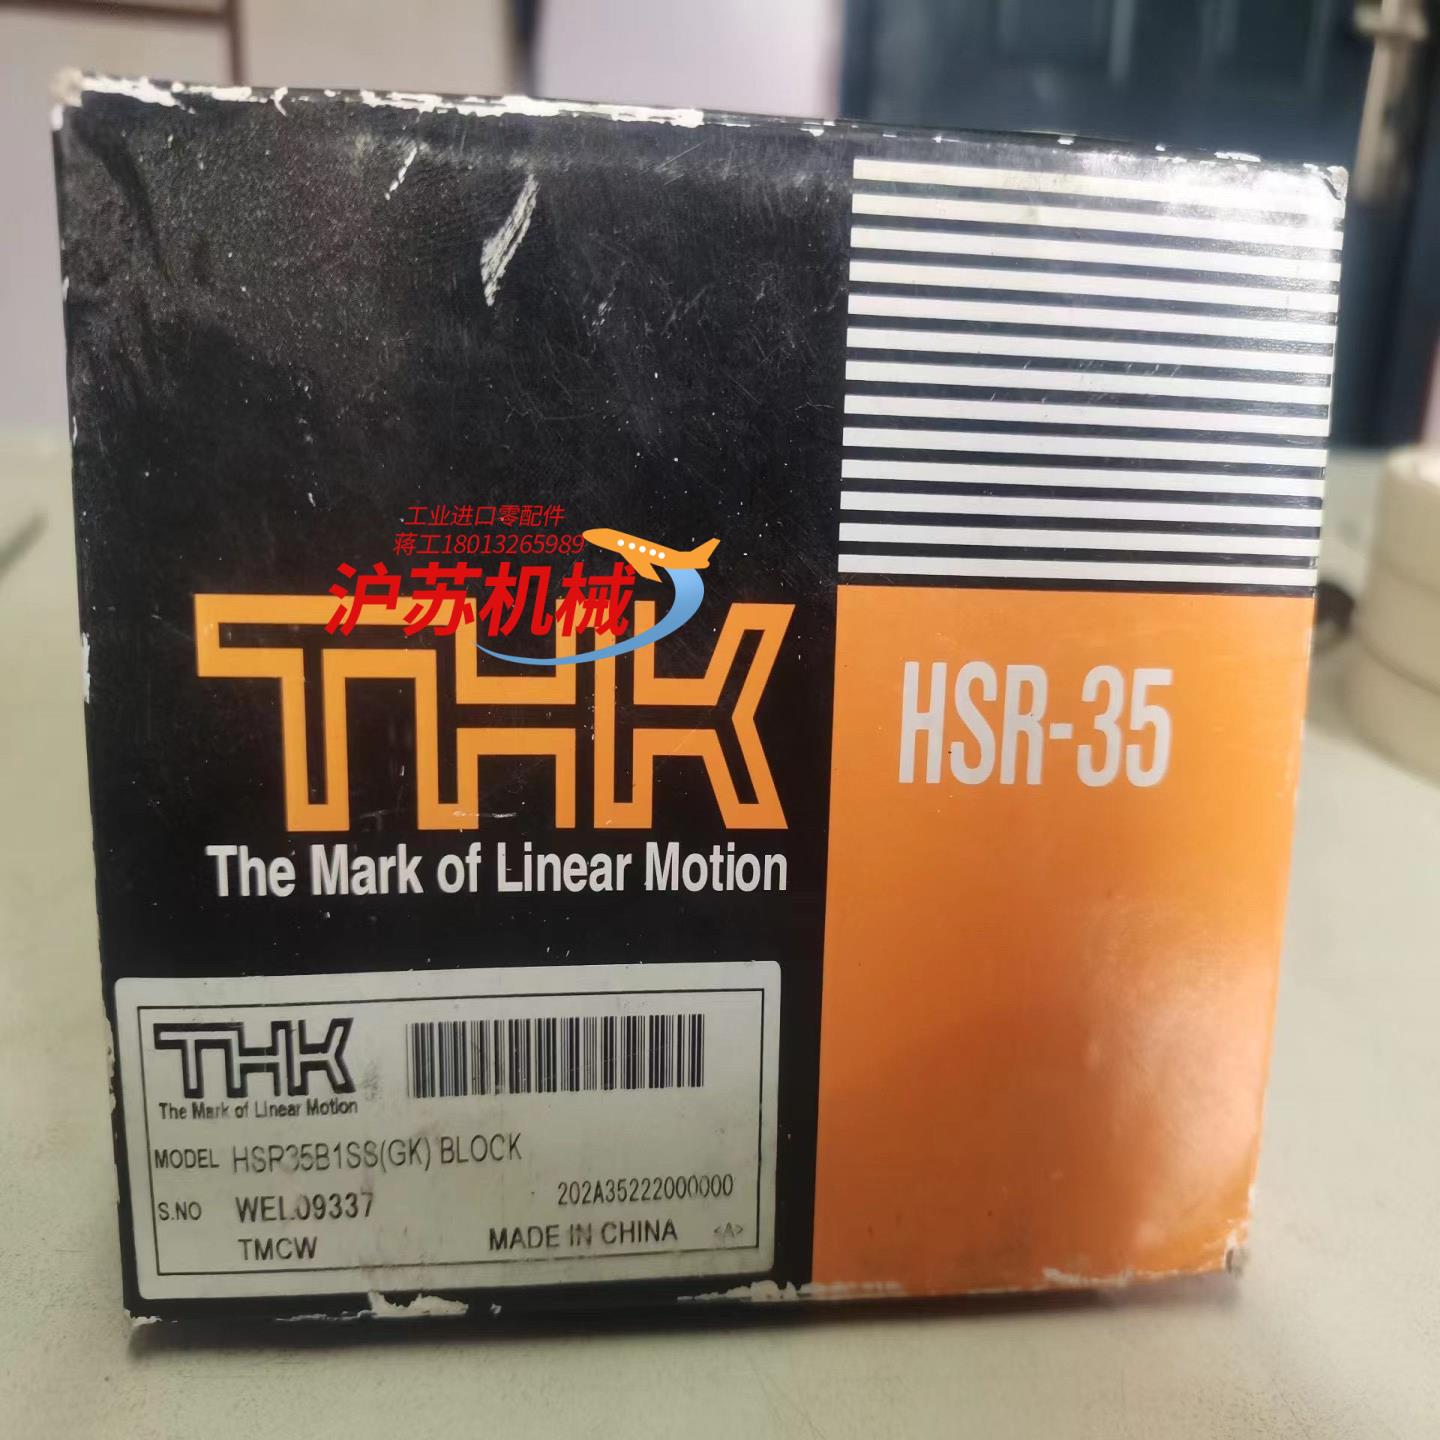 工业进口零配件
蒋工18013265989
沪苏机械
THK
The Mark of Linear Motion
HSR-35
THK
The Mark of Linear Motion
MODEL HSR35B1SS(GK) BLOCK
S.NO WEL09337
202A35222000000
TMCW
MADE IN CHINA <A>